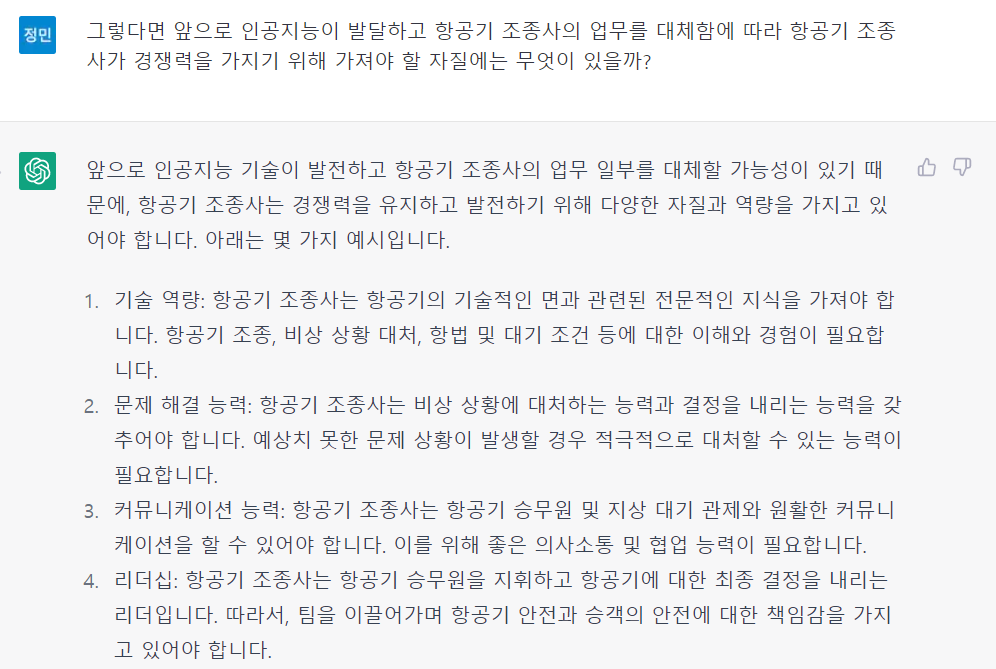 정민
그렇다면 앞으로 인공지능이 발달하고 항공기 조종사의 업무를 대체함에 따라 항공기 조종
사가 경쟁력을 가지기 위해 가져야 할 자질에는 무엇이 있을까?
앞으로 인공지능 기술이 발전하고 항공기 조종사의 업무 일부를 대체할 가능성이 있기 때
문에, 항공기 조종사는 경쟁력을 유지하고 발전하기 위해 다양한 자질과 역량을 가지고 있
어야 합니다. 아래는 몇 가지 예시입니다.
1. 기술 역량: 항공기 조종사는 항공기의 기술적인 면과 관련된 전문적인 지식을 가져야 합
니다. 항공기 조종, 비상 상황 대처, 항법 및 대기 조건 등에 대한 이해와 경험이 필요합
니다.
2. 문제 해결 능력: 항공기 조종사는 비상 상황에 대처하는 능력과 결정을 내리는 능력을 갖
추어야 합니다. 예상치 못한 문제 상황이 발생할 경우 적극적으로 대처할 수 있는 능력이
필요합니다.
3. 커뮤니케이션 능력: 항공기 조종사는 항공기 승무원 및 지상 대기 관제와 원활한 커뮤니
케이션을 할 수 있어야 합니다. 이를 위해 좋은 의사소통 및 협업 능력이 필요합니다.
4. 리더십: 항공기 조종사는 항공기 승무원을 지휘하고 항공기에 대한 최종 결정을 내리는
리더입니다. 따라서, 팀을 이끌어가며 항공기 안전과 승객의 안전에 대한 책임감을 가지
고 있어야 합니다.